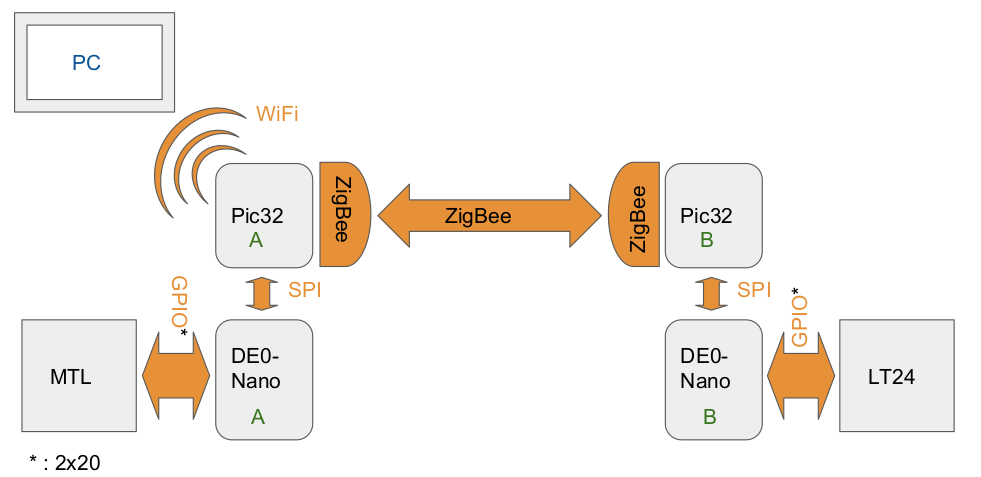 PC
WiFi
Pic32
A
ZigBee
ZigBee
ZigBee
Pic32
B
GPIO*
SPI
SPI
GPIO*
MTL
DE0-
Nano
A
DE0-
Nano
B
LT24
* : 2x20